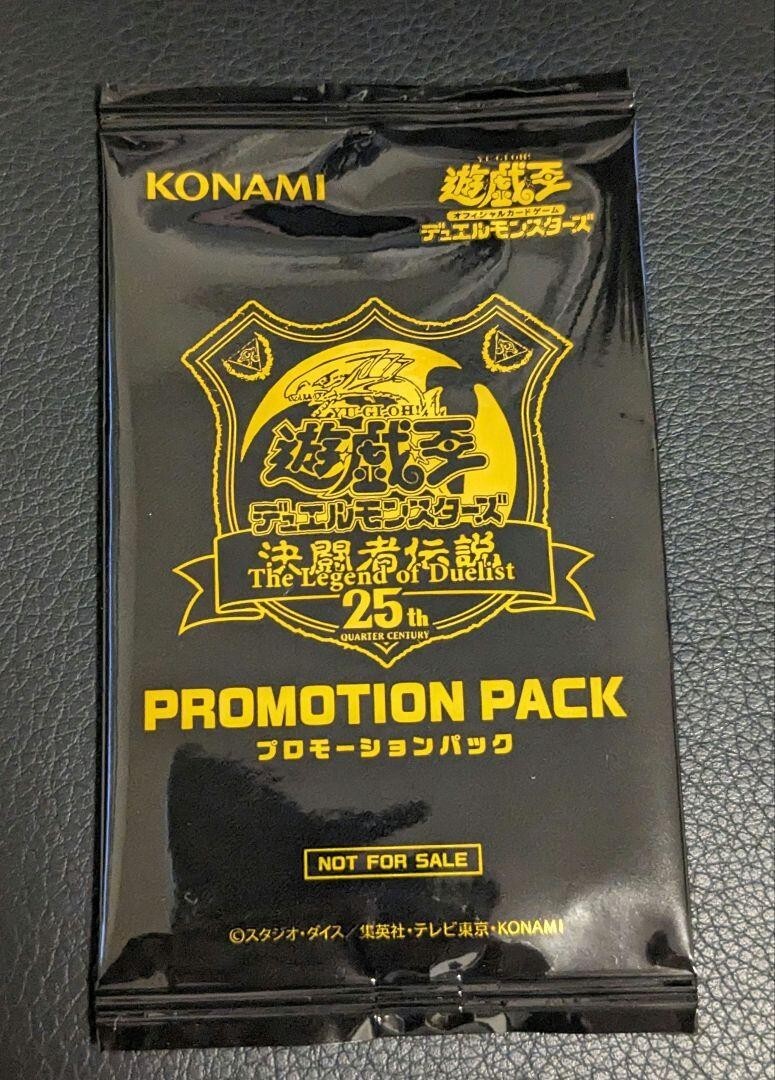 KONAMI
YU-GI-OH!
遊戯王
オフィシャルカードゲーム
デュエルモンスターズ
YU-GI-OH!
遊戯王
デュエルモンスターズ
決闘者伝説
The Legend of Duelist
25th
QUARTER CENTURY
PROMOTION PACK
プロモーションパック
NOT FOR SALE
©スタジオ・ダイス/集英社・テレビ東京・KONAMI